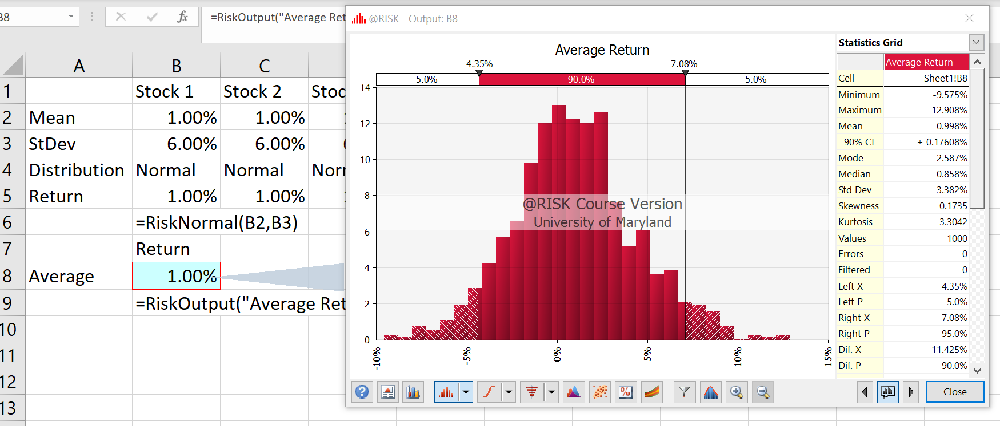 B8
fx
=RiskOutput("Average Ret
A B C
1 Stock 1 Stock 2 Stoc
2 Mean 1.00% 1.00%
3 StDev 6.00% 6.00%
4 Distribution Normal Normal Norr
5 Return 1.00% 1.00%
6 =RiskNormal(B2,B3)
7 Return
8 Average 1.00%
9 =RiskOutput("Average Ret
10
11
12
13
@RISK - Output: B8
Average Return
-4.35% 7.08%
5.0% 90.0% 5.0%
14
12
10
8
6
4
2
0
@RISK Course Version
University of Maryland
-10% -5% 0% 5% 10% 15%
Statistics Grid
Average Return
Cell Sheet1!B8
Minimum -9.575%
Maximum 12.908%
Mean 0.998%
90% CI ± 0.17608%
Mode 2.587%
Median 0.858%
Std Dev 3.382%
Skewness 0.1735
Kurtosis 3.3042
Values 1000
Errors 0
Filtered 0
Left X -4.35%
Left P 5.0%
Right X 7.08%
Right P 95.0%
Dif. X 11.425%
Dif. P 90.0%
?
%
Close